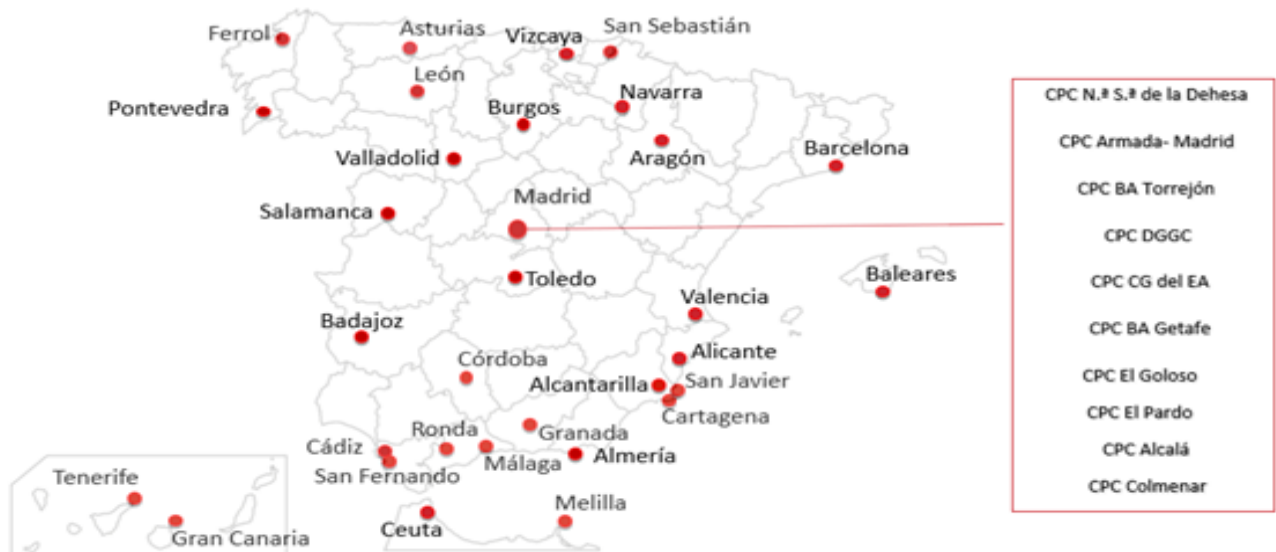 San Sebastián
Asturias
Ferrol
Vizcaya
León
Navarra
Pontevedra
Burgos
Valladolid
Aragón
Barcelona
Madrid
Salamanca
Toledo
Baleares
Valencia
Badajoz
Alicante
Córdoba
Alcantarilla
San Javier
Cartagena
Ronda
Granada
Cádiz
Málaga
Almería
San Fernando
Tenerife
Melilla
Ceuta
Gran Canaria
CPC N.ª S.ª de la Dehesa
CPC Armada- Madrid
CPC BA Torrejón
CPC DGGC
CPC CG del EA
CPC BA Getafe
CPC El Goloso
CPC El Pardo
CPC Alcalá
CPC Colmenar